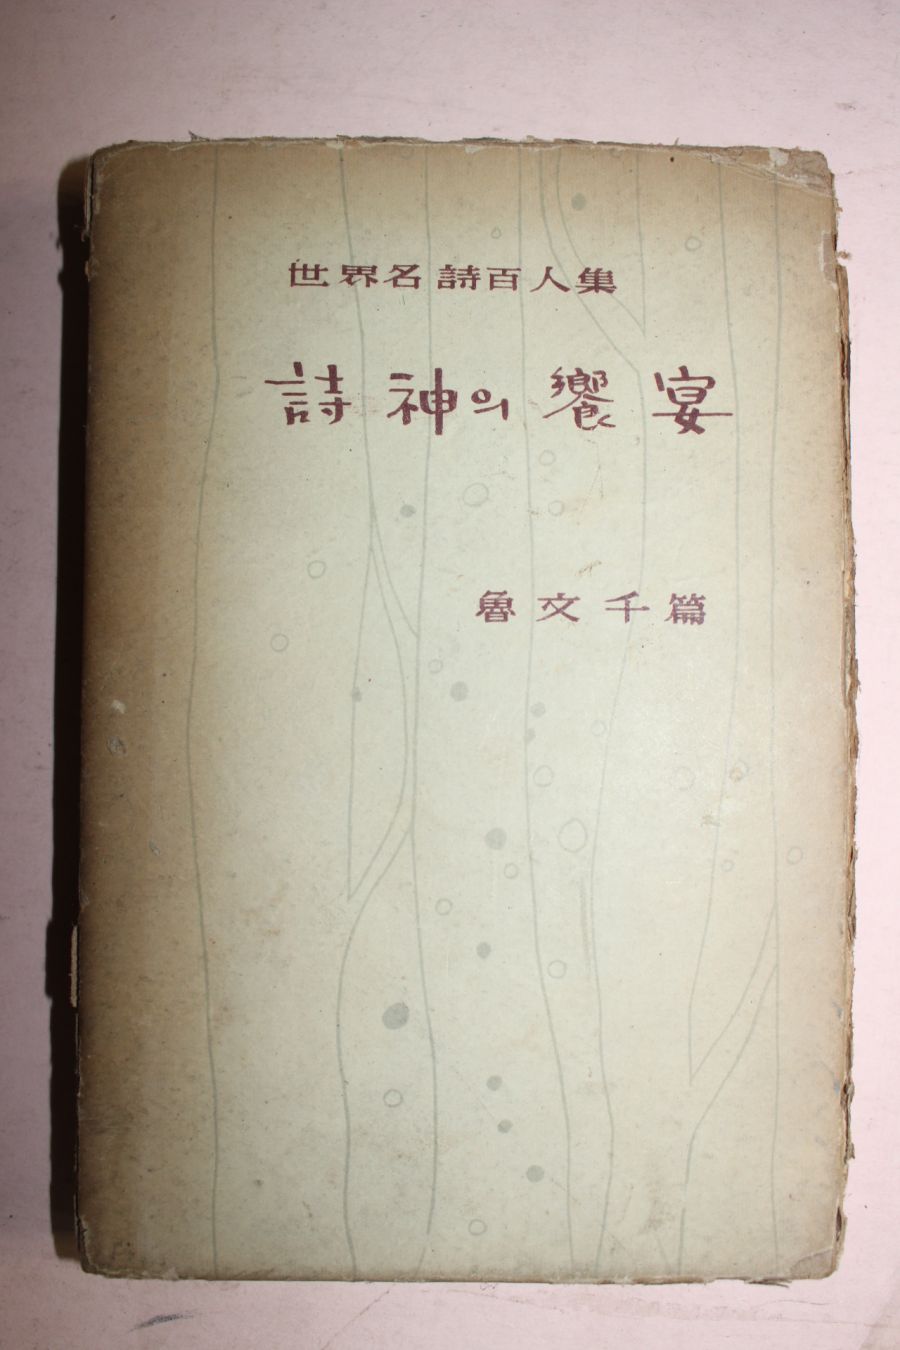 世界名詩百人集
詩神의 饗宴
魯文千篇